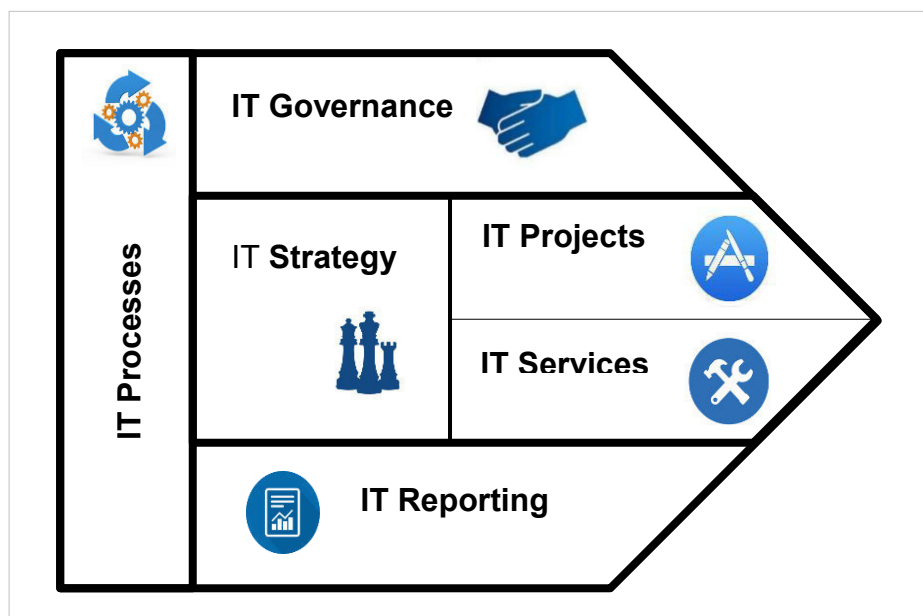 IT Processes
IT Governance
IT Strategy
IT Projects
IT Services
IT Reporting